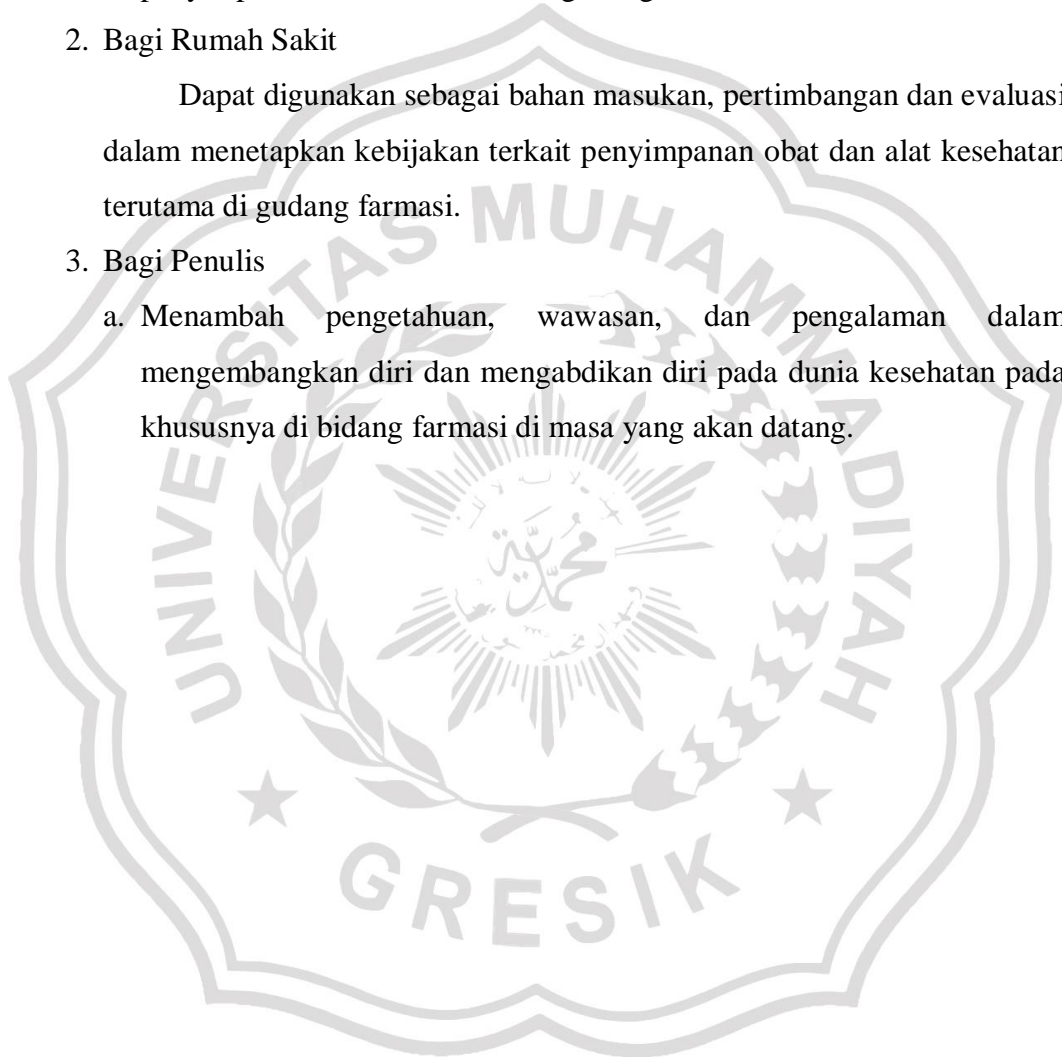 2. Bagi Rumah Sakit
Dapat digunakan sebagai bahan masukan, pertimbangan dan evaluasi
dalam menetapkan kebijakan terkait penyimpanan obat dan alat kesehatan
terutama di gudang farmasi.
3. Bagi Penulis
a. Menambah pengetahuan, wawasan, dan pengalaman dalam
mengembangkan diri dan mengabdikan diri pada dunia kesehatan pada
khususnya di bidang farmasi di masa yang akan datang.
UNIVERSITAS MUHAMMADIYAH
محمد
GRESIK